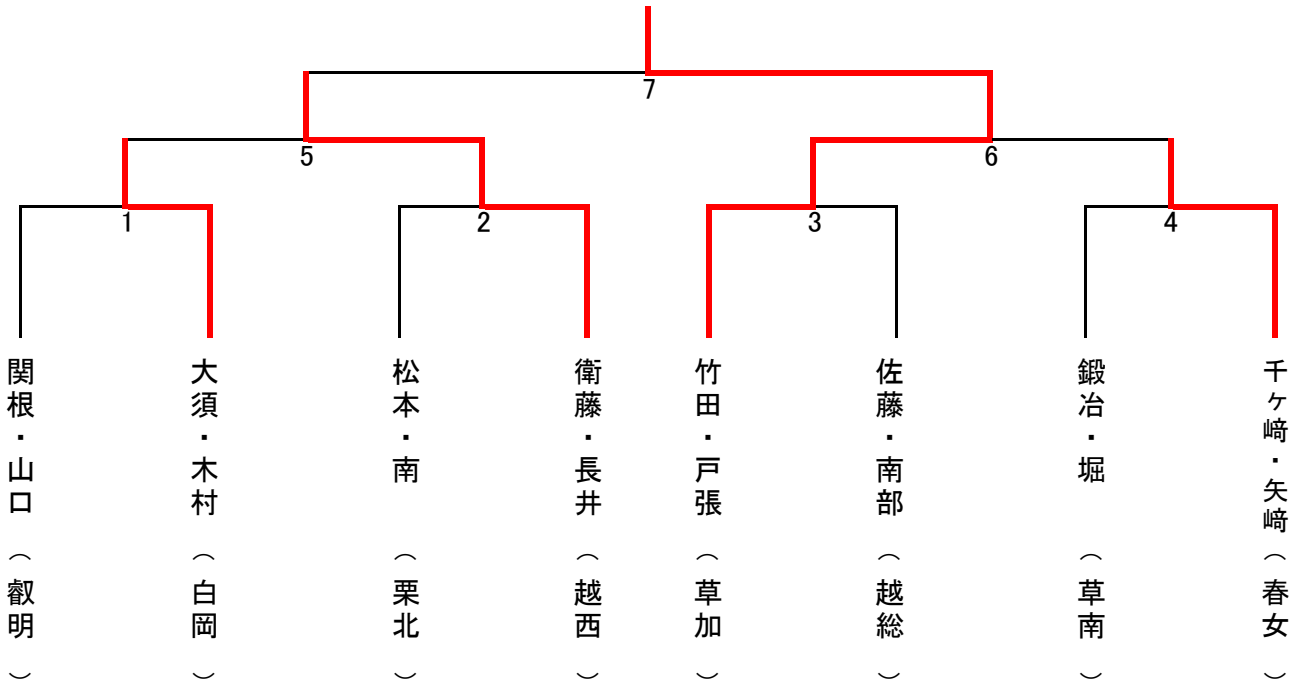 7
5
6
1
2
3
4
関根・山口（叡明）
大須・木村（白岡）
松本・南（栗北）
衛藤・長井（越西）
竹田・戸張（草加）
佐藤・南部（越総）
鍛冶・堀（草南）
千ヶ﨑・矢﨑（春女）